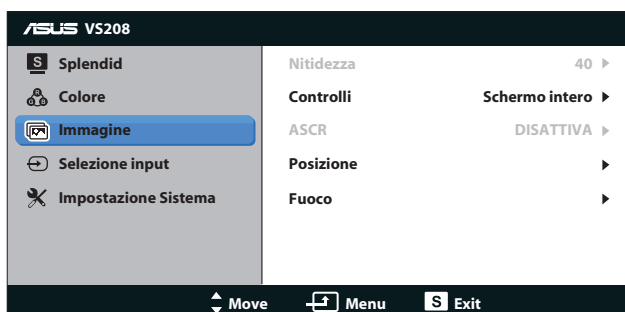 ASUS VS208
S Splendid
Colore
Immagine
Selezione input
Impostazione Sistema
Nitidezza 40
Controlli Schermo intero
ASCR DISATTIVA
Posizione
Fuoco
Move Menu S Exit